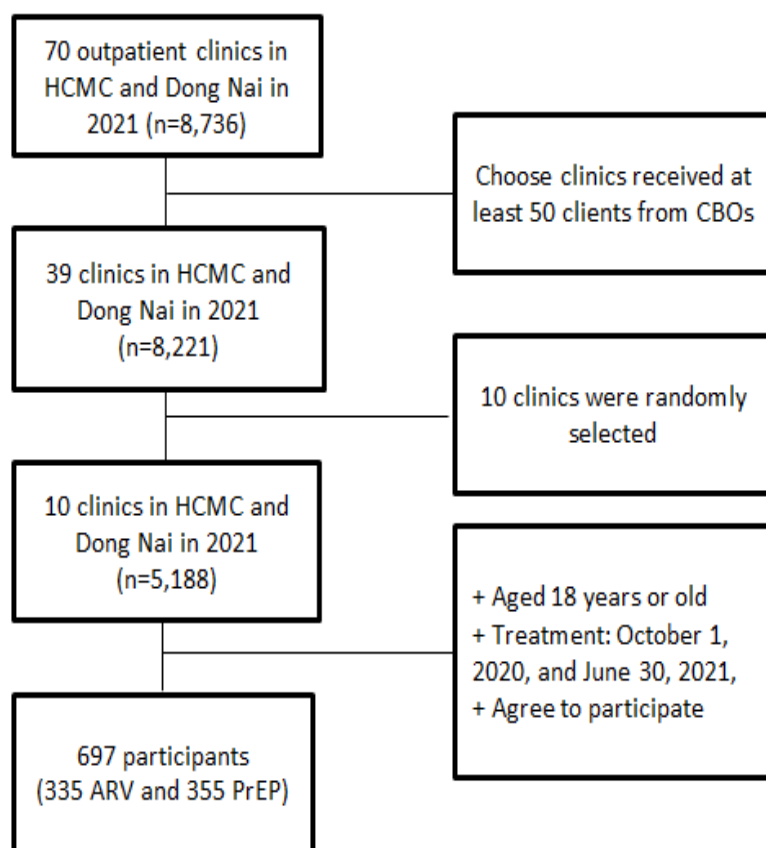 70 outpatient clinics in
HCMC and Dong Nai in
2021 (n=8,736)
Choose clinics received at
least 50 clients from CBOs
39 clinics in HCMC and
Dong Nai in 2021
(n=8,221)
10 clinics were randomly
selected
10 clinics in HCMC and
Dong Nai in 2021
(n=5,188)
+ Aged 18 years or old
+ Treatment: October 1,
2020, and June 30, 2021,
+ Agree to participate
697 participants
(335 ARV and 355 PrEP)